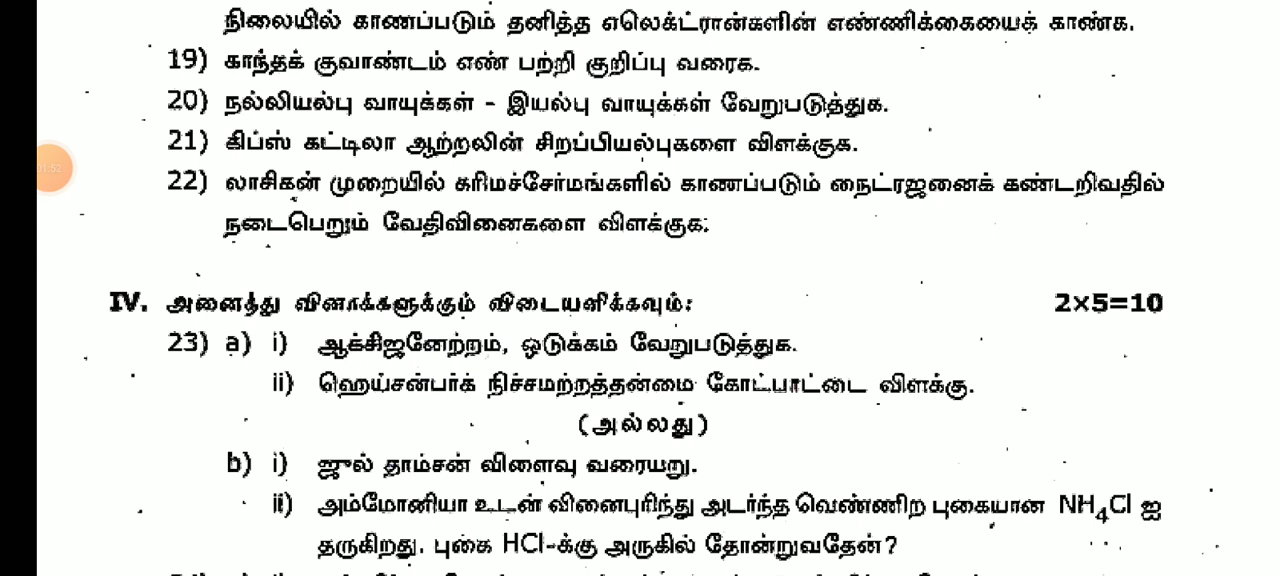 நிலையில் காணப்படும் தனித்த எலெக்ட்ரான்களின் எண்ணிக்கையைக் காண்க.
19) காந்தக் குவாண்டம் எண் பற்றி குறிப்பு வரைக.
20) நல்லியல்பு வாயுக்கள் - இயல்பு வாயுக்கள் வேறுபடுத்துக.
21) கிப்ஸ் கட்டிலா ஆற்றலின் சிறப்பியல்புகளை விளக்குக.
22) லாசிகன் முறையில் கரிமச்சேர்மங்களில் காணப்படும் நைட்ரஜனைக் கண்டறிவதில்
நடைபெறும் வேதிவினைகளை விளக்குக:
IV. அனைத்து வினாக்களுக்கும் விடையளிக்கவும்: 2×5=10
23) a) i) ஆக்சிஜனேற்றம், ஒடுக்கம் வேறுபடுத்துக.
ii) ஹெய்சன்பர்க் நிச்சமற்றத்தன்மை கோட்பாட்டை விளக்கு.
(அல்லது)
b) i) ஜுல் தாம்சன் விளைவு வரையறு.
ii) அம்மோனியா உடன் வினைபுரிந்து அடர்ந்த வெண்ணிற புகையான NH₄Cl ஐ
தருகிறது. புகை HCl-க்கு அருகில் தோன்றுவதேன்?